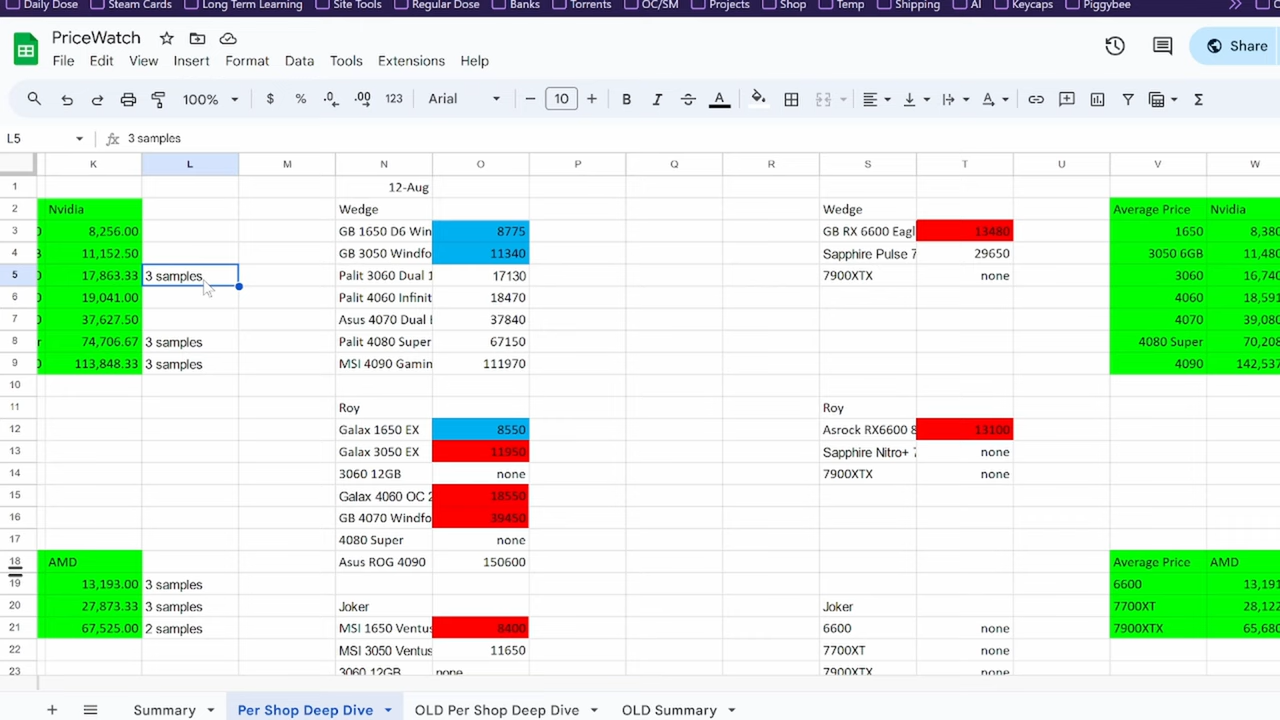 Daily Dose Steam Cards Long Term Learning Site Tools Regular Dose Banks Torrents OC/SM Projects Shop Temp Shipping AI Keycaps Piggybee
PriceWatch
File Edit View Insert Format Data Tools Extensions Help
Share
100% $ % .0 .00 123 Arial 10 B I A
L5 fx 3 samples
K L M N O P Q R S T U V W
1 12-Aug
2 Nvidia Wedge Wedge Average Price Nvidia
3 8,256.00 GB 1650 D6 Win 8775 GB RX 6600 Eagl 13480 1650 8,380
4 11,152.50 GB 3050 Windfo 11340 Sapphire Pulse 7 29650 3050 6GB 11,480
5 17,863.33 3 samples Palit 3060 Dual 1 17130 7900XTX none 3060 16,740
6 19,041.00 Palit 4060 Infinit 18470 4060 18,591
7 37,627.50 Asus 4070 Dual 37840 4070 39,080
8 r 74,706.67 3 samples Palit 4080 Super 67150 4080 Super 70,208
9 113,848.33 3 samples MSI 4090 Gamin 111970 4090 142,537
10
11 Roy Roy
12 Galax 1650 EX 8550 Asrock RX6600 8 13100
13 Galax 3050 EX 11950 Sapphire Nitro+ 7 none
14 3060 12GB none 7900XTX none
15 Galax 4060 OC 2 18550
16 GB 4070 Windfo 39450
17 4080 Super none
18 AMD Asus ROG 4090 150600 Average Price AMD
19 13,193.00 3 samples 6600 13,191
20 27,873.33 3 samples Joker Joker 7700XT 28,122
21 67,525.00 2 samples MSI 1650 Ventus 8400 6600 none 7900XTX 65,680
22 MSI 3050 Ventus 11650 7700XT none
23 3060 12GB none 7900XTX none
+ Summary Per Shop Deep Dive OLD Per Shop Deep Dive OLD Summary